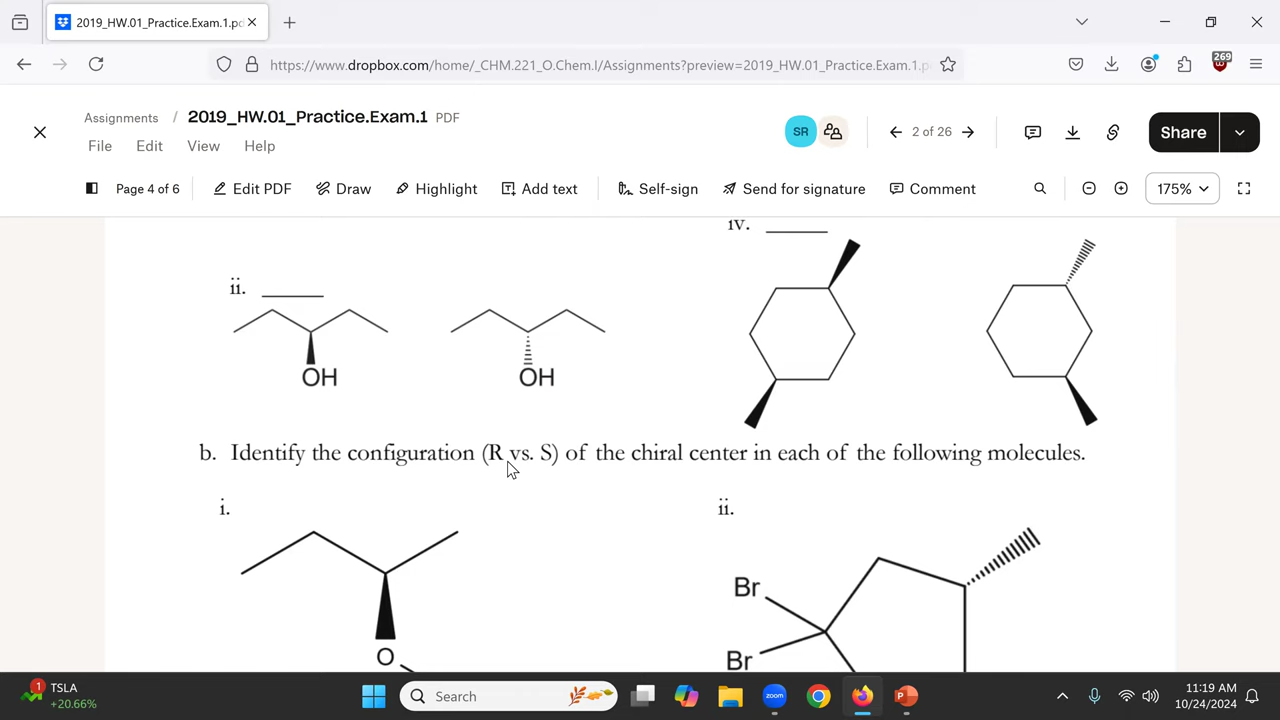 2019_HW.01_Practice.Exam.1.pd
https://www.dropbox.com/home/_CHM.221_O.Chem.I/Assignments?preview=2019_HW.01_Practice.Exam.1.p
269
Assignments / 2019_HW.01_Practice.Exam.1 PDF
File Edit View Help
SR
2 of 26
Share
Page 4 of 6
Edit PDF
Draw
Highlight
Add text
Self-sign
Send for signature
Comment
175%
iv. ______
ii. ______
OH
OH
b. Identify the configuration (R vs. S) of the chiral center in each of the following molecules.
i.
ii.
Br
Br
O
1
TSLA
+20.66%
Search
11:19 AM
10/24/2024